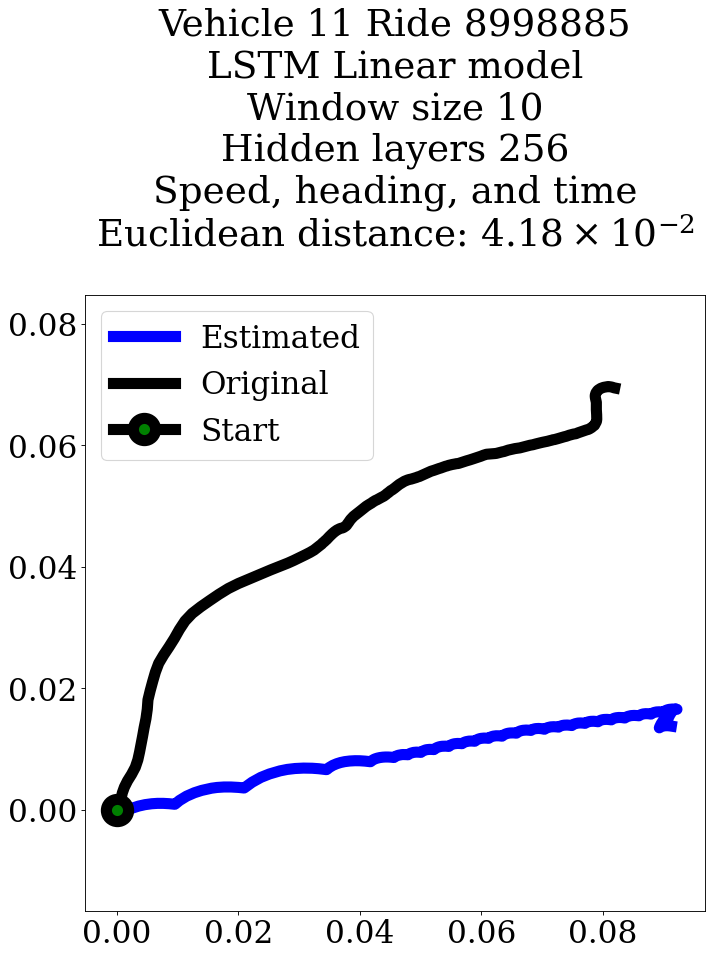 Vehicle 11 Ride 8998885
LSTM Linear model
Window size 10
Hidden layers 256
Speed, heading, and time
Euclidean distance: 4.18 × 10⁻²
Estimated
Original
Start
0.08
0.06
0.04
0.02
0.00
0.00 0.02 0.04 0.06 0.08